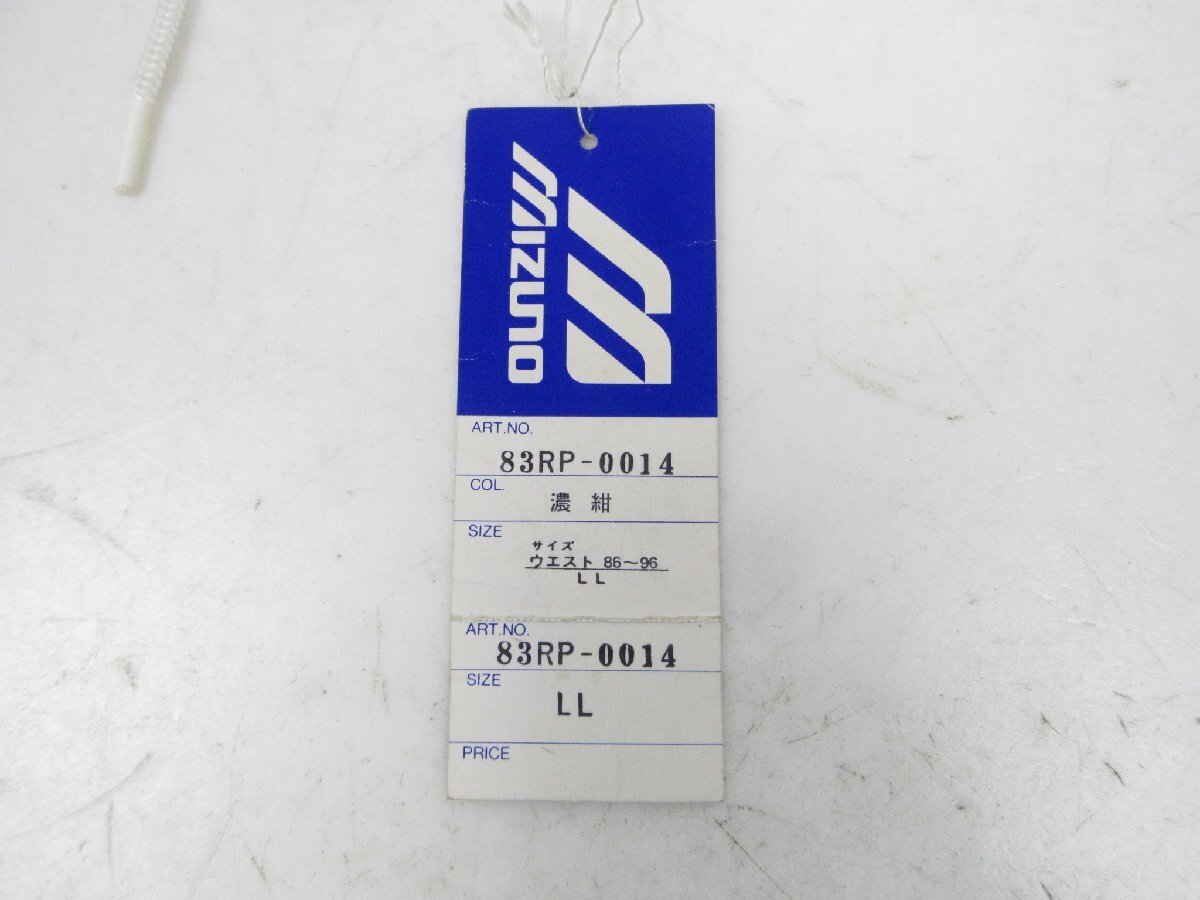 MIZUNO
ART.NO.
83RP-0014
COL.
濃 紺
SIZE
サイズ
ウエスト 86~96
LL
ART.NO.
83RP-0014
SIZE
LL
PRICE